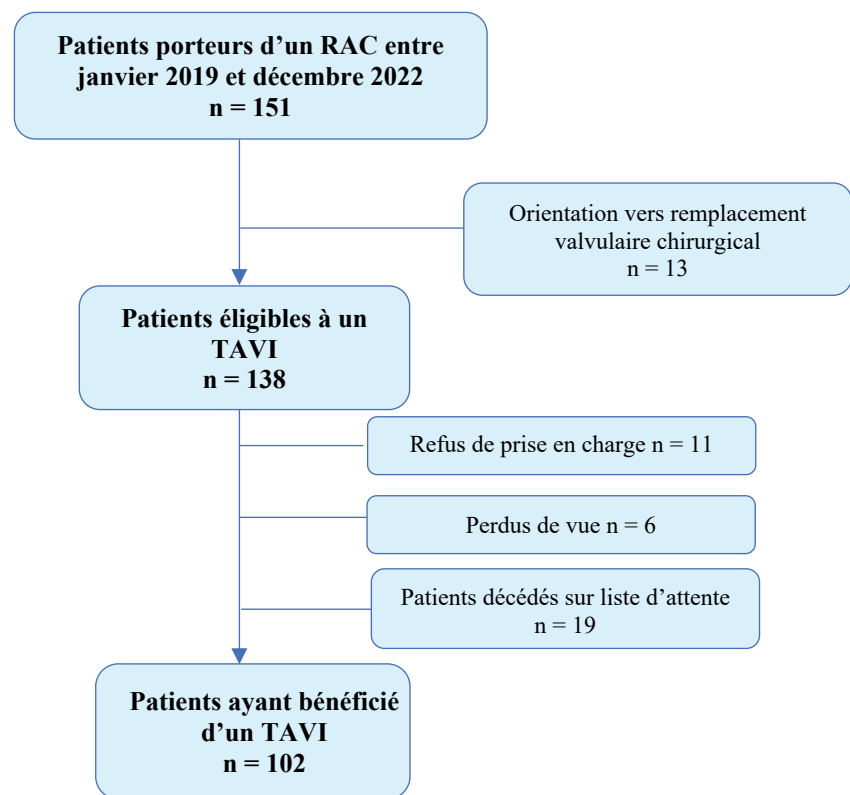 Patients porteurs d’un RAC entre
janvier 2019 et décembre 2022
n = 151
Orientation vers remplacement
valvulaire chirurgical
n = 13
Patients éligibles à un
TAVI
n = 138
Refus de prise en charge n = 11
Perdus de vue n = 6
Patients décédés sur liste d’attente
n = 19
Patients ayant bénéficié
d’un TAVI
n = 102